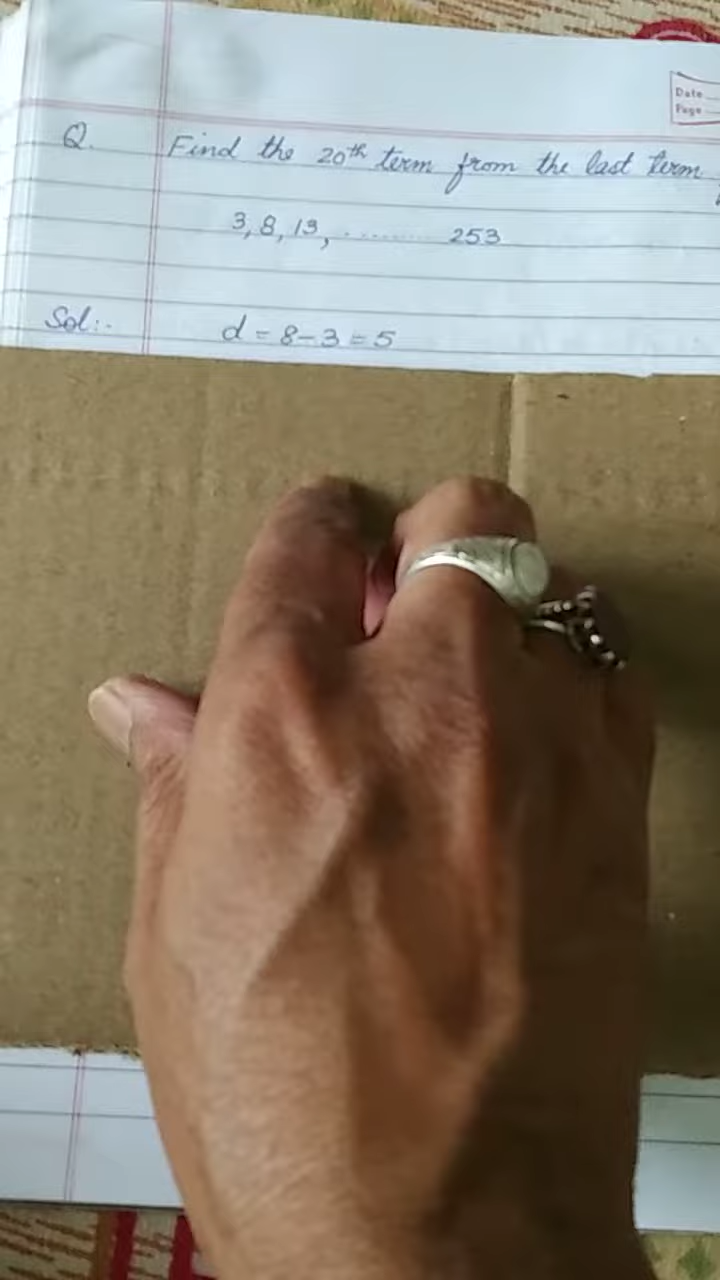 Date
Page
Q. Find the 20th term from the last term
3, 8, 13, ......... 253
Sol:- d = 8 - 3 = 5